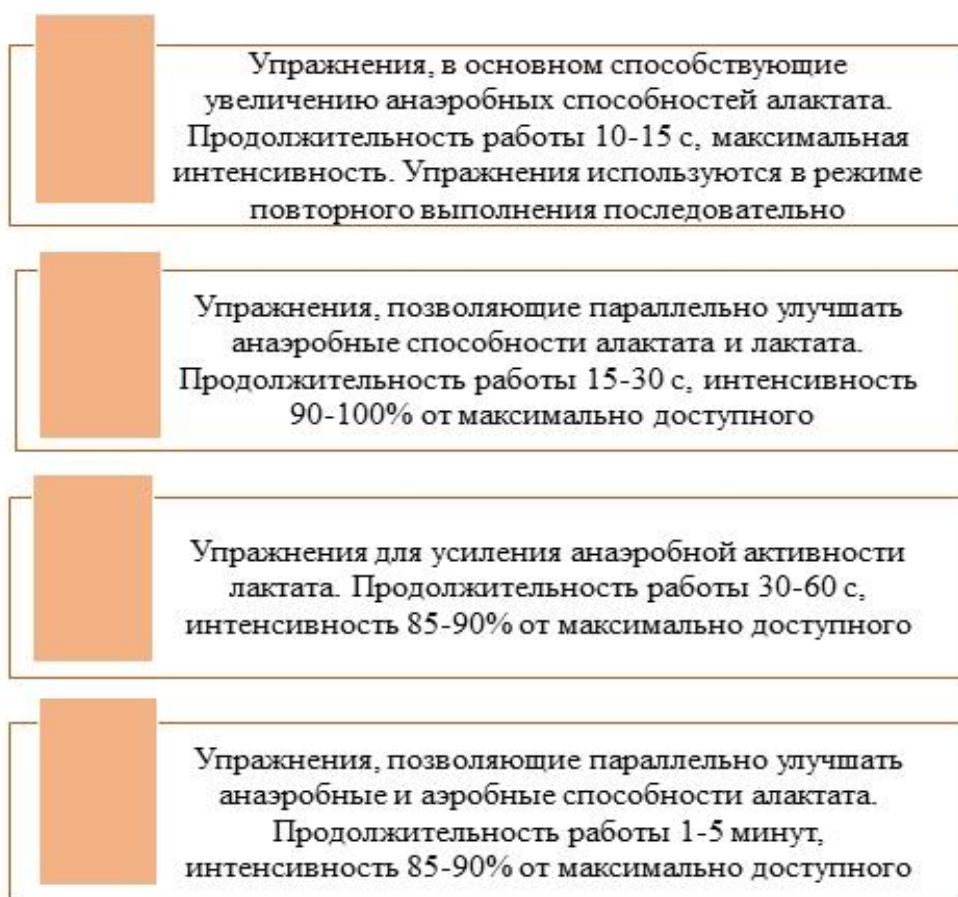 Упражнения, в основном способствующие
увеличению анаэробных способностей алактата.
Продолжительность работы 10-15 с, максимальная
интенсивность. Упражнения используются в режиме
повторного выполнения последовательно
Упражнения, позволяющие параллельно улучшать
анаэробные способности алактата и лактата.
Продолжительность работы 15-30 с, интенсивность
90-100% от максимально доступного
Упражнения для усиления анаэробной активности
лактата. Продолжительность работы 30-60 с,
интенсивность 85-90% от максимально доступного
Упражнения, позволяющие параллельно улучшать
анаэробные и аэробные способности алактата.
Продолжительность работы 1-5 минут,
интенсивность 85-90% от максимально доступного